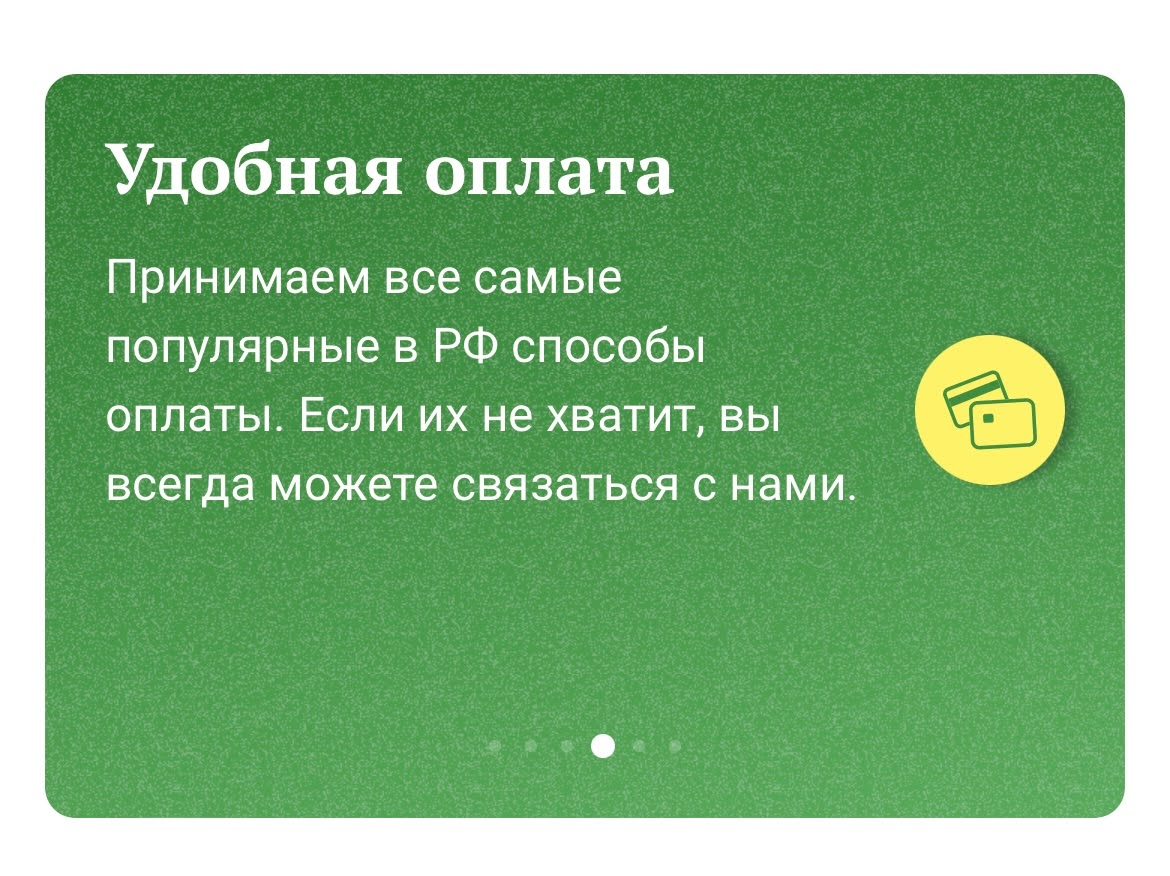 Удобная оплата
Принимаем все самые
популярные в РФ способы
оплаты. Если их не хватит, вы
всегда можете связаться с нами.